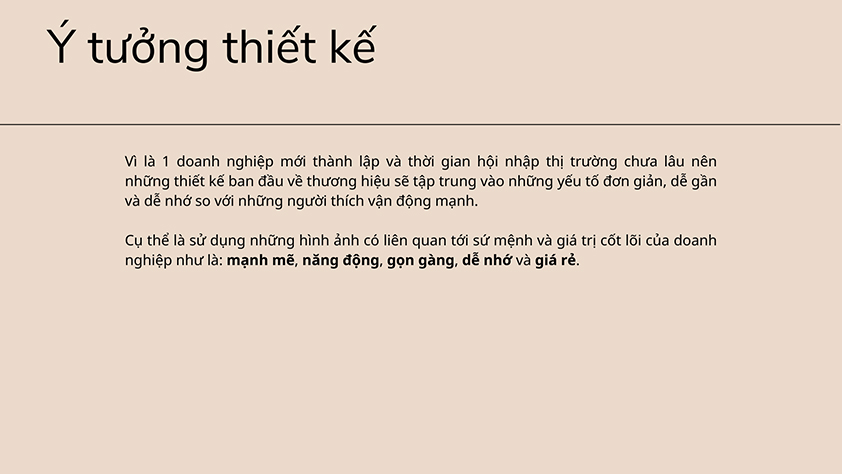 Ý tưởng thiết kế
Vì là 1 doanh nghiệp mới thành lập và thời gian hội nhập thị trường chưa lâu nên
những thiết kế ban đầu về thương hiệu sẽ tập trung vào những yếu tố đơn giản, dễ gần
và dễ nhớ so với những người thích vận động mạnh.
Cụ thể là sử dụng những hình ảnh có liên quan tới sứ mệnh và giá trị cốt lõi của doanh
nghiệp như là: mạnh mẽ, năng động, gọn gàng, dễ nhớ và giá rẻ.